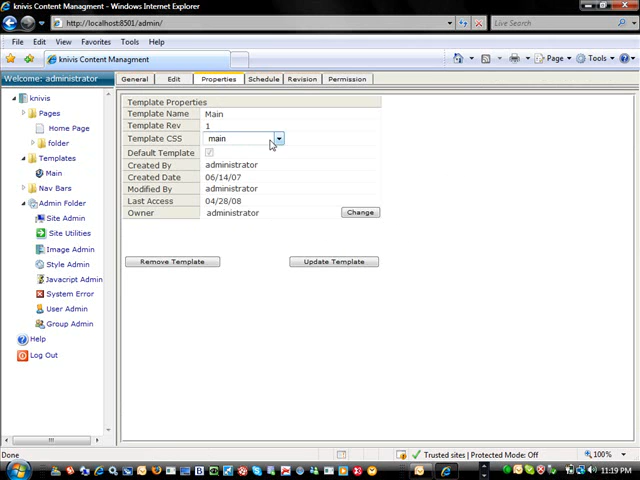 knivis Content Managment - Windows Internet Explorer
http://localhost:8501/admin/
Live Search
File Edit View Favorites Tools Help
knivis Content Managment
Page Tools
Welcome: administrator
General Edit Properties Schedule Revision Permission
knivis
Pages
Home Page
folder
Templates
Main
Nav Bars
Admin Folder
Site Admin
Site Utilities
Image Admin
Style Admin
Javacript Admin
System Error
User Admin
Group Admin
Help
Log Out
Template Properties
Template Name Main
Template Rev 1
Template CSS main
Default Template
Created By administrator
Created Date 06/14/07
Modified By administrator
Last Access 04/28/08
Owner administrator Change
Remove Template Update Template
Done
Trusted sites | Protected Mode: Off
100%
11:19 PM